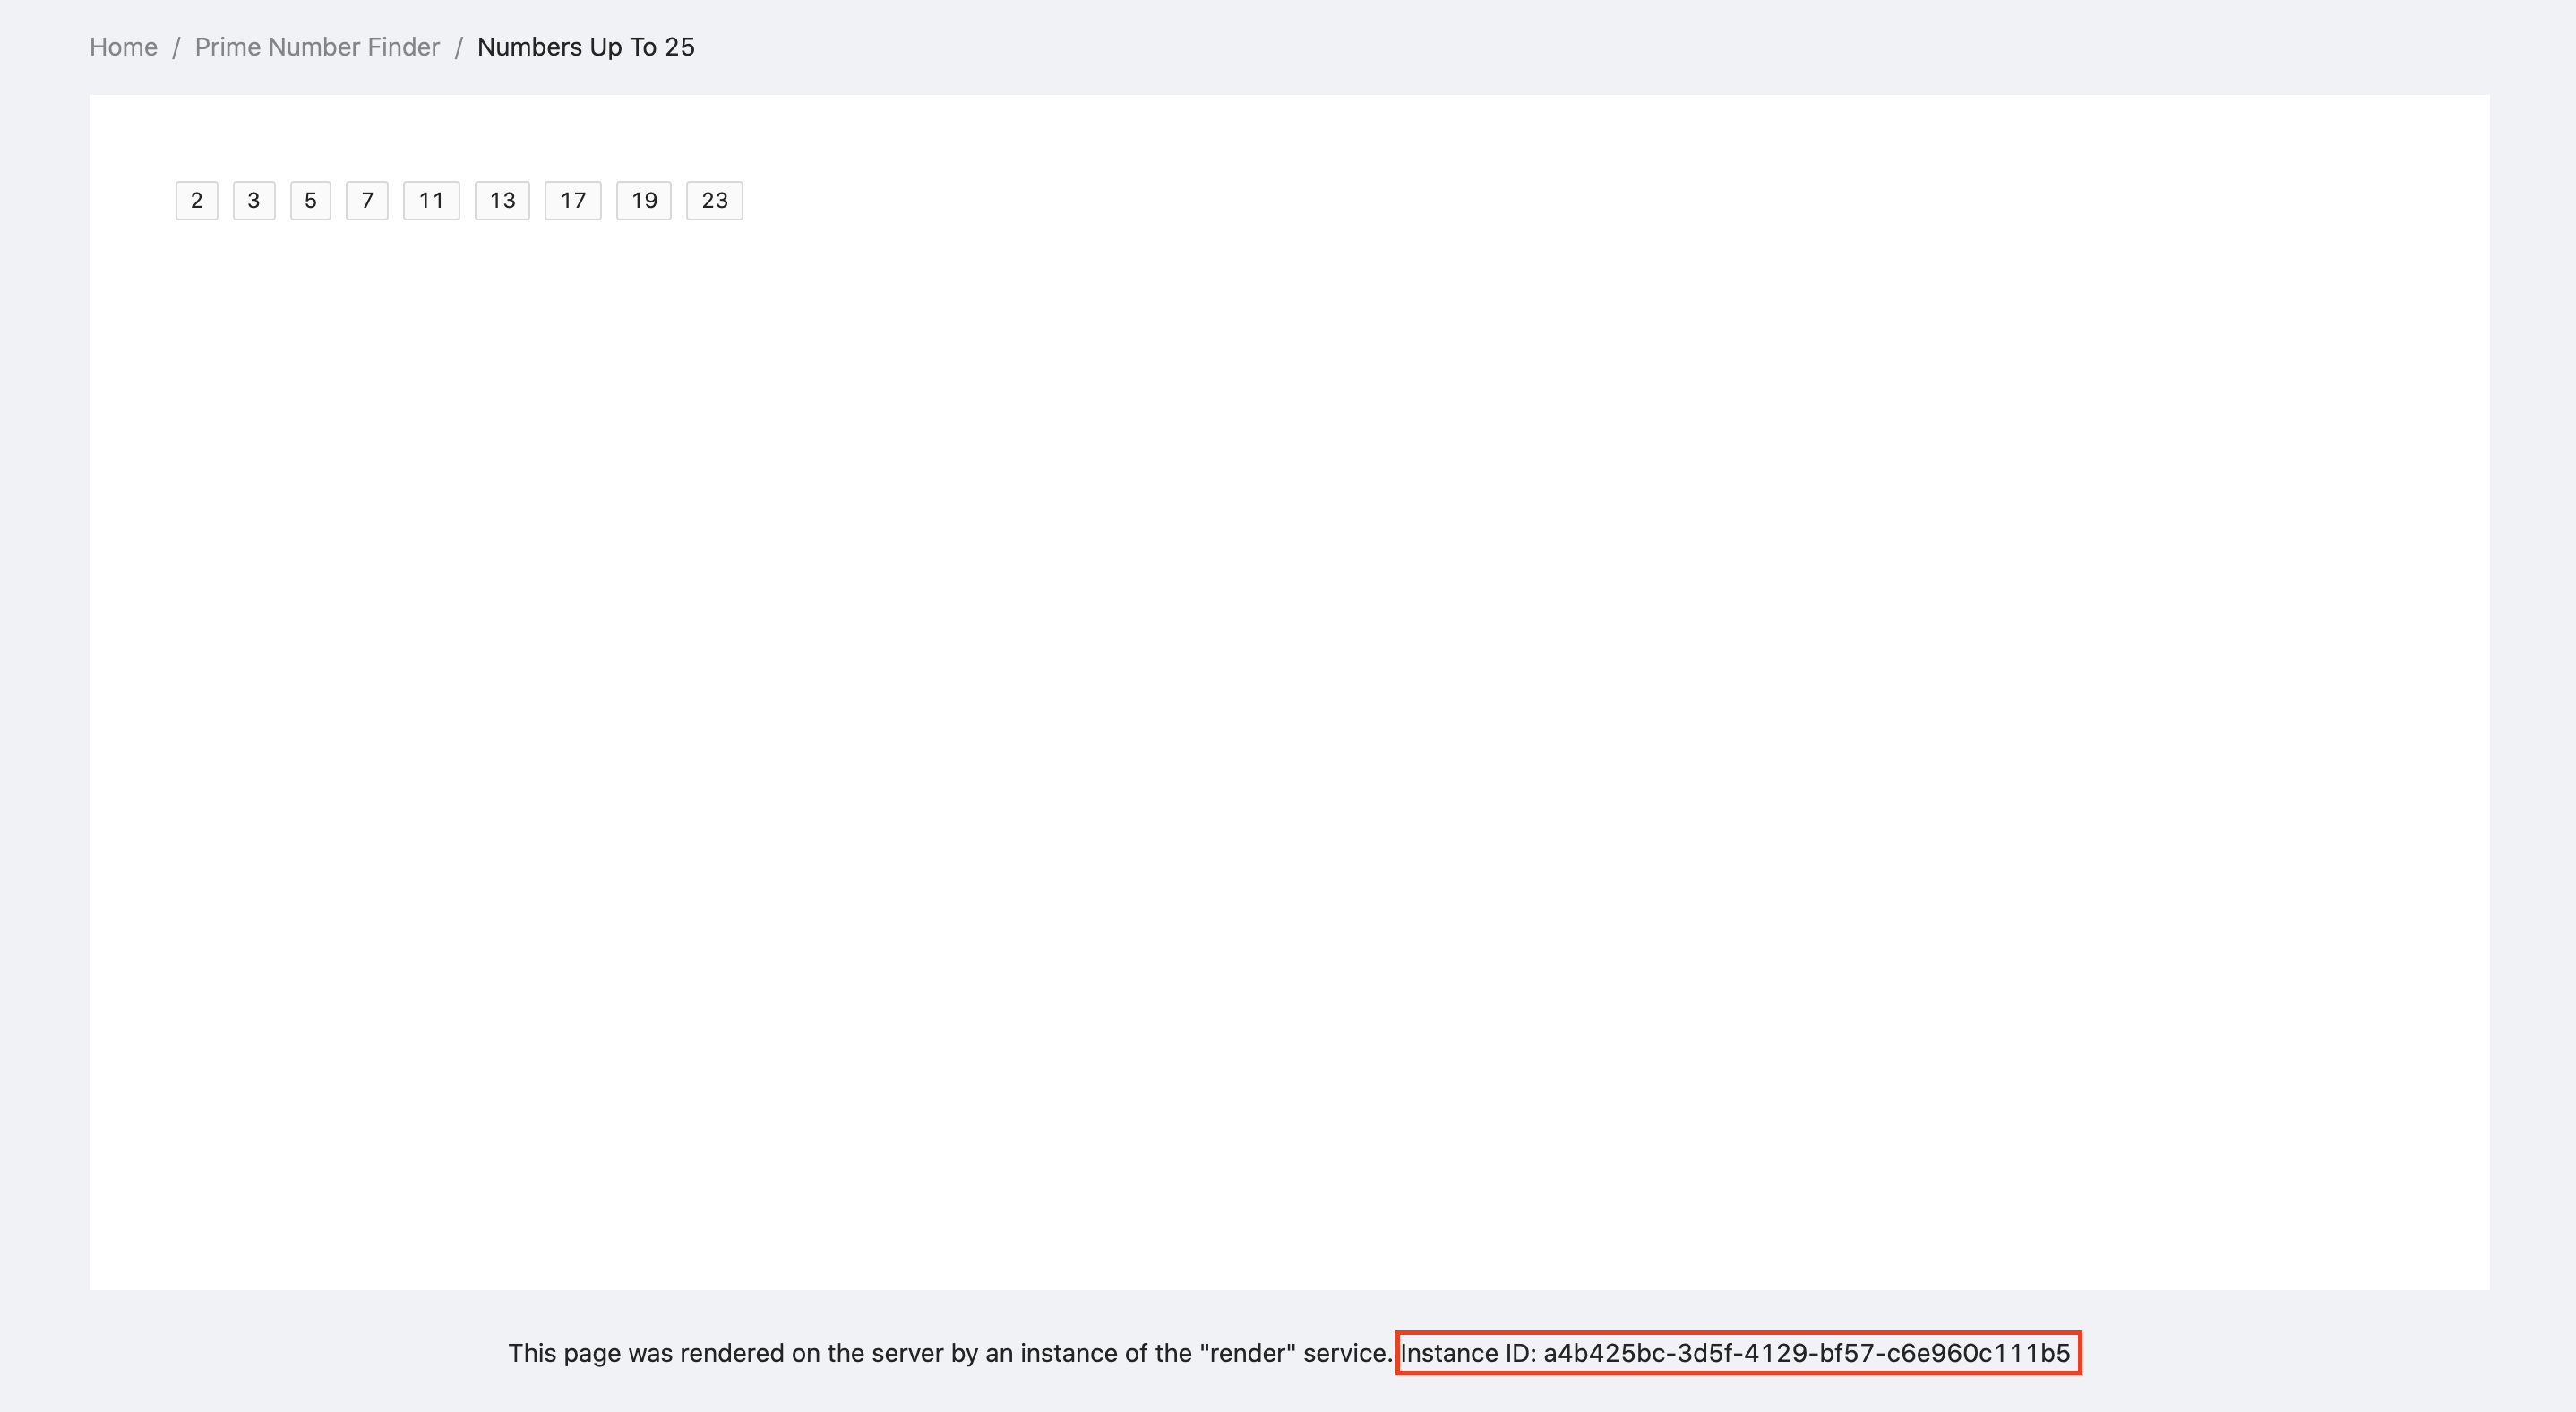 Home / Prime Number Finder / Numbers Up To 25
2 3 5 7 11 13 17 19 23
This page was rendered on the server by an instance of the "render" service. Instance ID: a4b425bc-3d5f-4129-bf57-c6e960c111b5